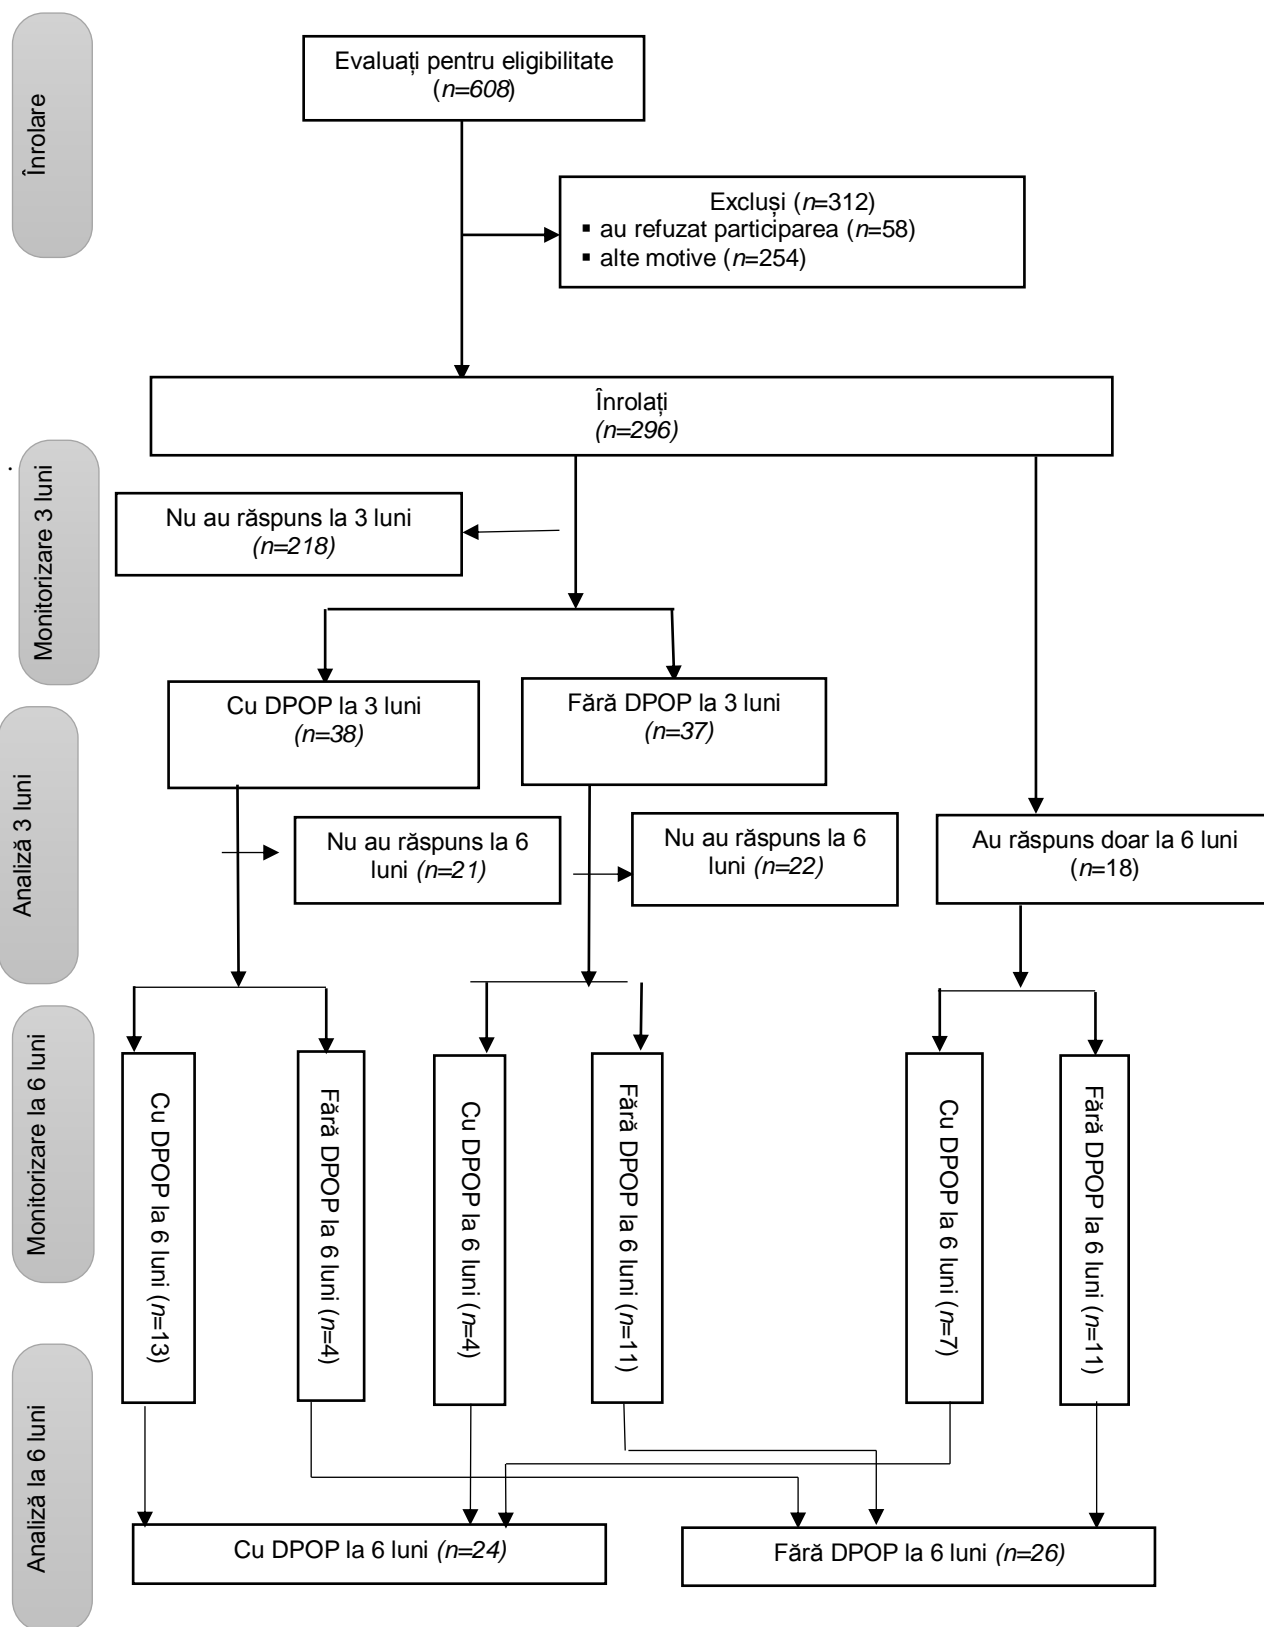 Înrolare
Evaluați pentru eligibilitate
(n=608)
Excluși (n=312)
▪ au refuzat participarea (n=58)
▪ alte motive (n=254)
Înrolați
(n=296)
.
Monitorizare 3 luni
Nu au răspuns la 3 luni
(n=218)
Cu DPOP la 3 luni
(n=38)
Fără DPOP la 3 luni
(n=37)
Analiză 3 luni
Nu au răspuns la 6
luni (n=21)
Nu au răspuns la 6
luni (n=22)
Au răspuns doar la 6 luni
(n=18)
Monitorizare la 6 luni
Cu DPOP la 6 luni (n=13)
Fără DPOP la 6 luni (n=4)
Cu DPOP la 6 luni (n=4)
Fără DPOP la 6 luni (n=11)
Cu DPOP la 6 luni (n=7)
Fără DPOP la 6 luni (n=11)
Analiză la 6 luni
Cu DPOP la 6 luni (n=24)
Fără DPOP la 6 luni (n=26)